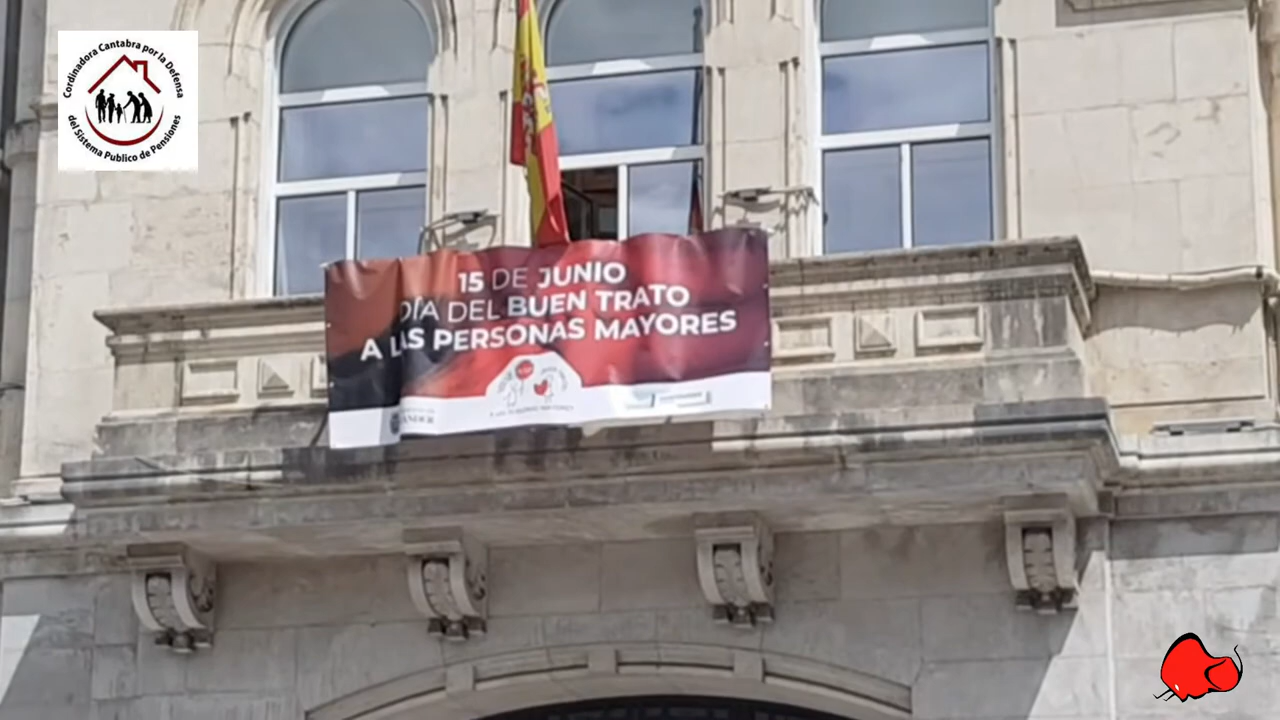 Cordinadora Cantabra por la Defensa
del Sistema Publico de Pensiones
15 DE JUNIO
DÍA DEL BUEN TRATO
A LAS PERSONAS MAYORES